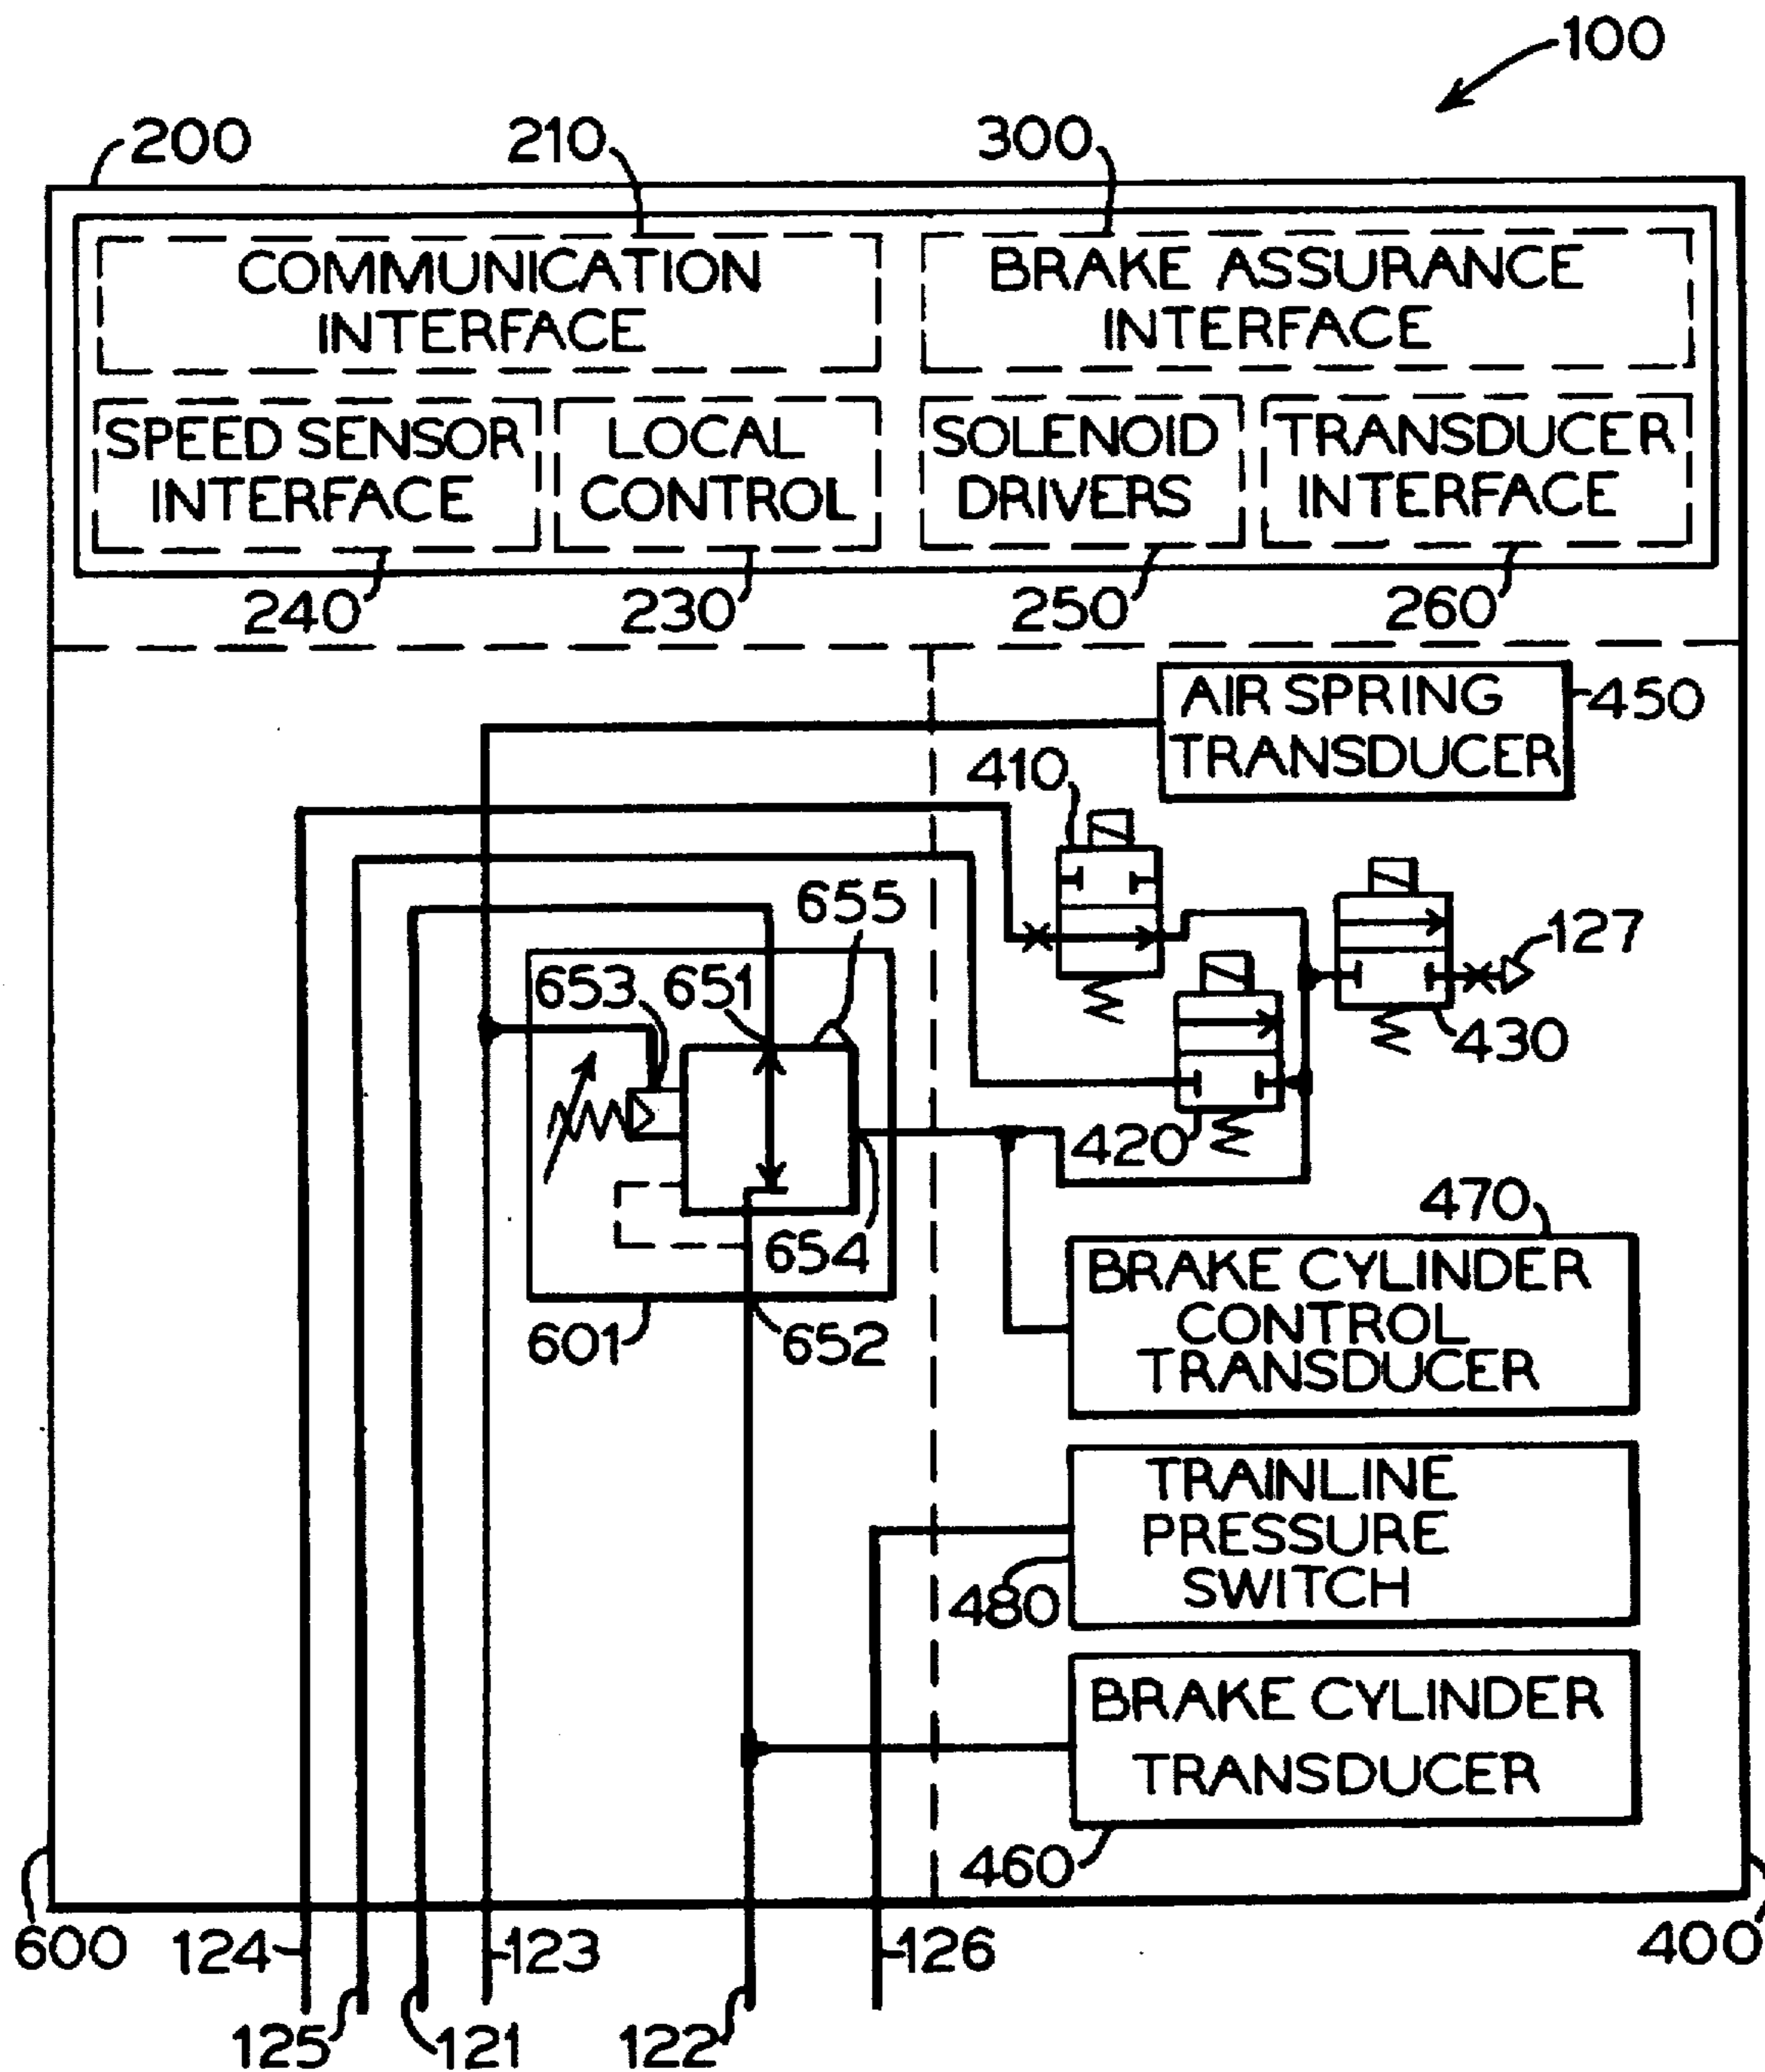 100
200
210
300
COMMUNICATION
INTERFACE
BRAKE ASSURANCE
INTERFACE
SPEED SENSOR
INTERFACE
LOCAL
CONTROL
SOLENOID
DRIVERS
TRANSDUCER
INTERFACE
240
230
250
260
AIR SPRING
TRANSDUCER
450
410
655
653
651
127
430
420
654
601
652
470
BRAKE CYLINDER
CONTROL
TRANSDUCER
TRAINLINE
PRESSURE
SWITCH
480
BRAKE CYLINDER
TRANSDUCER
460
600
124
123
126
400
125
121
122